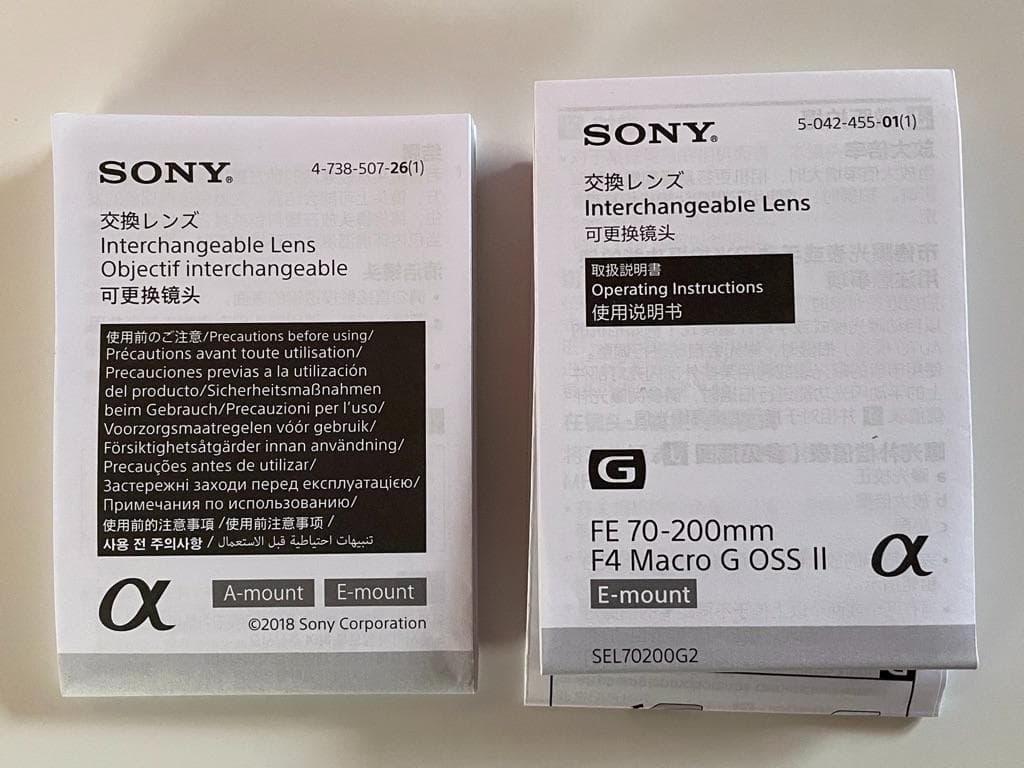 SONY®
4-738-507-26(1)
交換レンズ
Interchangeable Lens
Objectif interchangeable
可更换镜头
使用前のご注意/Precautions before using/
Précautions avant toute utilisation/
Precauciones previas a la utilización
del producto/Sicherheitsmaßnahmen
beim Gebrauch/Precauzioni per l'uso/
Voorzorgsmaatregelen vóór gebruik/
Försiktighetsåtgärder innan användning/
Precauções antes de utilizar/
Застережні заходи перед експлуатацією/
Примечания по использованию/
使用前的注意事項 /使用前注意事项 /
사용 전 주의사항 / تنبيهات احتياطية قبل الاستعمال
α
A-mount
E-mount
©2018 Sony Corporation
SONY®
5-042-455-01(1)
交換レンズ
Interchangeable Lens
可更换镜头
取扱説明書
Operating Instructions
使用说明书
G
FE 70-200mm
F4 Macro G OSS II
α
E-mount
SEL70200G2